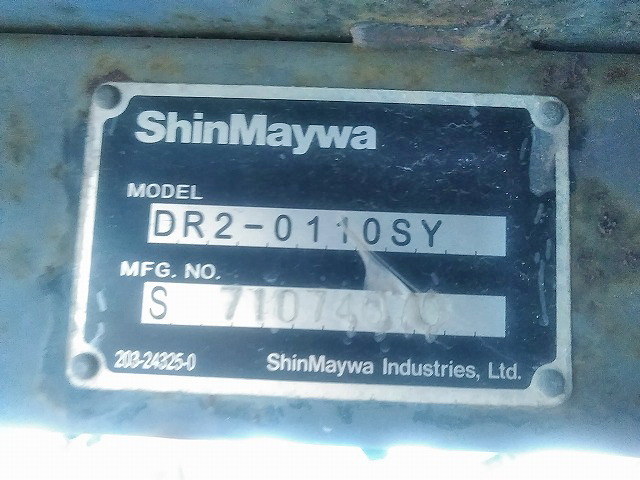 ShinMaywa
MODEL
DR2-0110SY
MFG. NO.
S
203-24325-0
ShinMaywa Industries, Ltd.